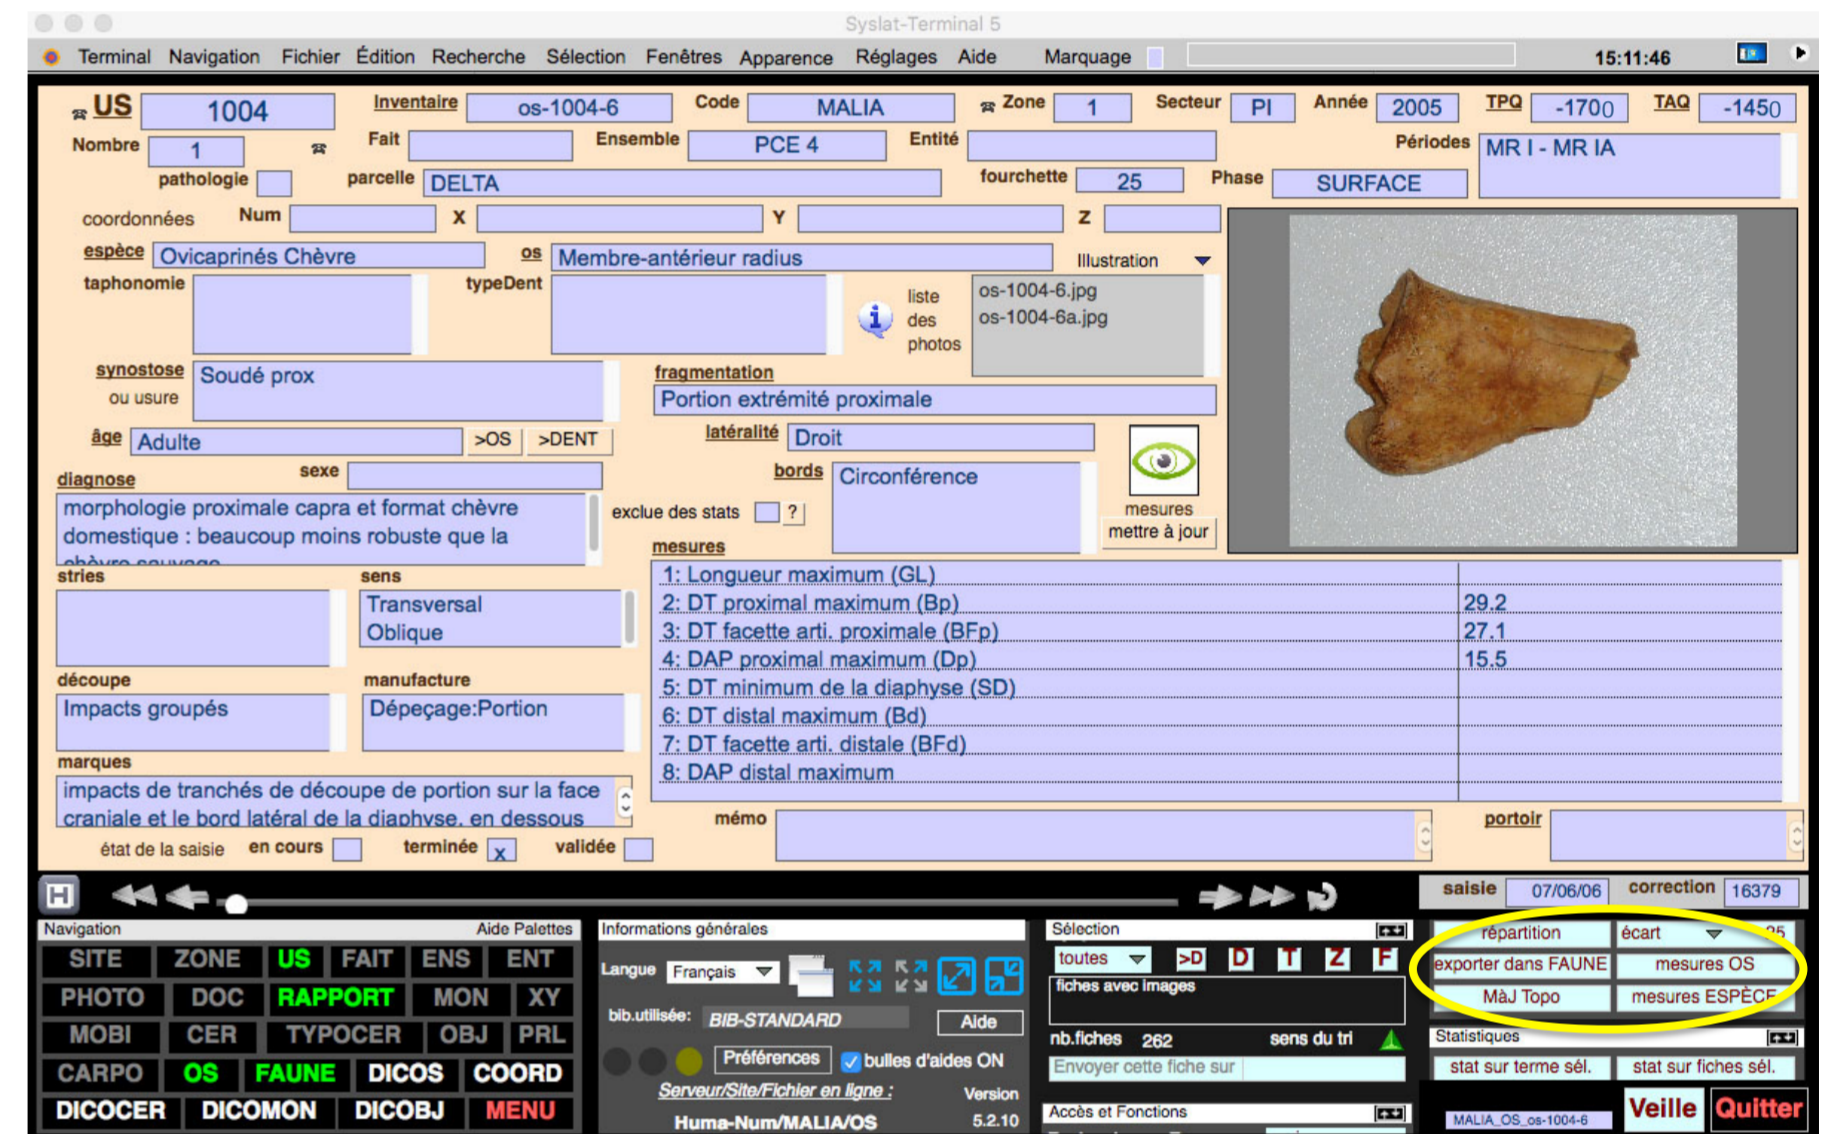 Syslat-Terminal 5
Terminal Navigation Fichier Édition Recherche Sélection Fenêtres Apparence Réglages Aide Marquage 15:11:46
US 1004 Inventaire os-1004-6 Code MALIA Zone 1 Secteur PI Année 2005 TPQ -1700 TAQ -1450
Nombre 1 Fait Ensemble PCE 4 Entité Périodes MR I - MR IA
pathologie parcelle DELTA fourchette 25 Phase SURFACE
coordonnées Num X Y Z
espèce Ovicaprinés Chèvre os Membre-antérieur radius Illustration
taphonomie typeDent
liste des photos
os-1004-6.jpg
os-1004-6a.jpg
synostose ou usure Soudé prox
fragmentation
Portion extrémité proximale
âge Adulte >OS >DENT latéralité Droit
sexe bords Circonférence
diagnose
morphologie proximale capra et format chèvre
domestique : beaucoup moins robuste que la
chèvre sauvage
exclue des stats ?
mesures
mettre à jour
stries sens
Transversal
Oblique
découpe manufacture
Impacts groupés Dépeçage:Portion
marques
impacts de tranchés de découpe de portion sur la face
craniale et le bord latéral de la diaphyse, en dessous
mesures
1: Longueur maximum (GL)
2: DT proximal maximum (Bp) 29.2
3: DT facette arti. proximale (BFp) 27.1
4: DAP proximal maximum (Dp) 15.5
5: DT minimum de la diaphyse (SD)
6: DT distal maximum (Bd)
7: DT facette arti. distale (BFd)
8: DAP distal maximum
mémo portoir
état de la saisie en cours terminée x validée
H
saisie 07/06/06 correction 16379
Navigation Aide Palettes
SITE ZONE US FAIT ENS ENT
PHOTO DOC RAPPORT MON XY
MOBI CER TYPOCER OBJ PRL
CARPO OS FAUNE DICOS COORD
DICOCER DICOMON DICOBJ MENU
Informations générales
Langue Français
bib.utilisée: BIB-STANDARD Aide
Préférences bulles d'aides ON
Serveur/Site/Fichier en ligne : Version
Huma-Num/MALIA/OS 5.2.10
Sélection
toutes >D D T Z F
fiches avec images
nb.fiches 262 sens du tri
Envoyer cette fiche sur
Accès et Fonctions
répartition écart 25
exporter dans FAUNE mesures OS
MàJ Topo mesures ESPÈCE
Statistiques
stat sur terme sél. stat sur fiches sél.
MALIA_OS_os-1004-6 Veille Quitter